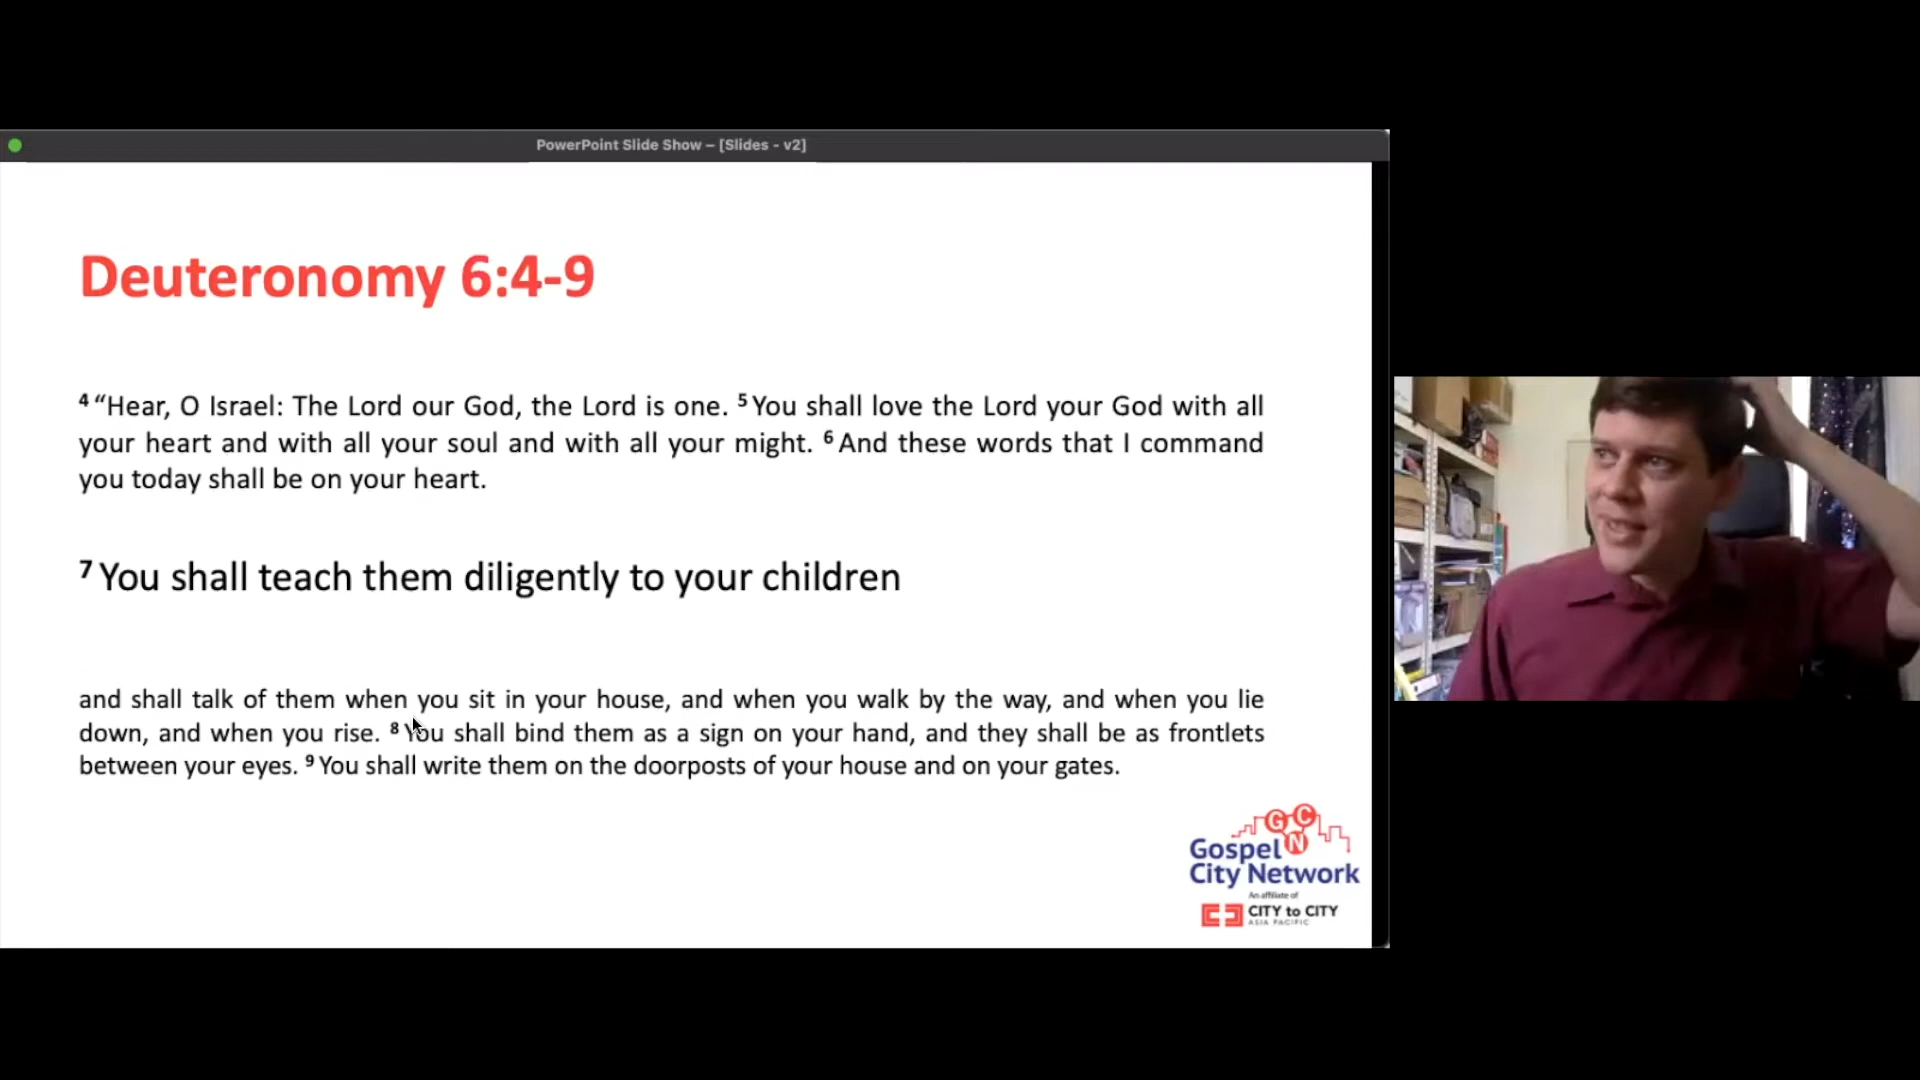 PowerPoint Slide Show – [Slides - v2]
Deuteronomy 6:4-9
4 “Hear, O Israel: The Lord our God, the Lord is one. 5 You shall love the Lord your God with all
your heart and with all your soul and with all your might. 6 And these words that I command
you today shall be on your heart.
7 You shall teach them diligently to your children
and shall talk of them when you sit in your house, and when you walk by the way, and when you lie
down, and when you rise. 8 You shall bind them as a sign on your hand, and they shall be as frontlets
between your eyes. 9 You shall write them on the doorposts of your house and on your gates.
G C
N
Gospel
City Network
An affiliate of
CITY to CITY
ASIA PACIFIC